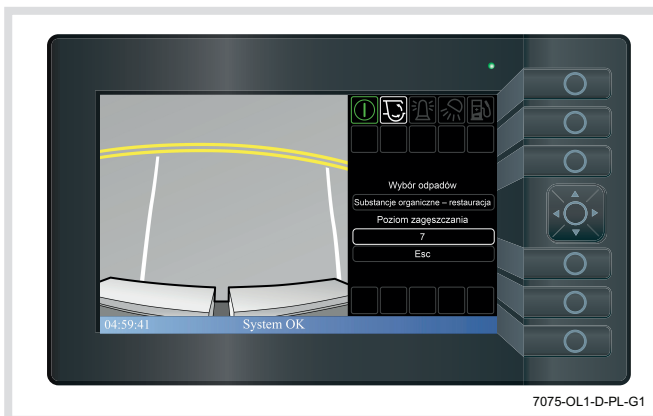 Wybór odpadów
Substancje organiczne – restauracja
Poziom zagęszczania
7
Esc
04:59:41 System OK
7075-OL1-D-PL-G1